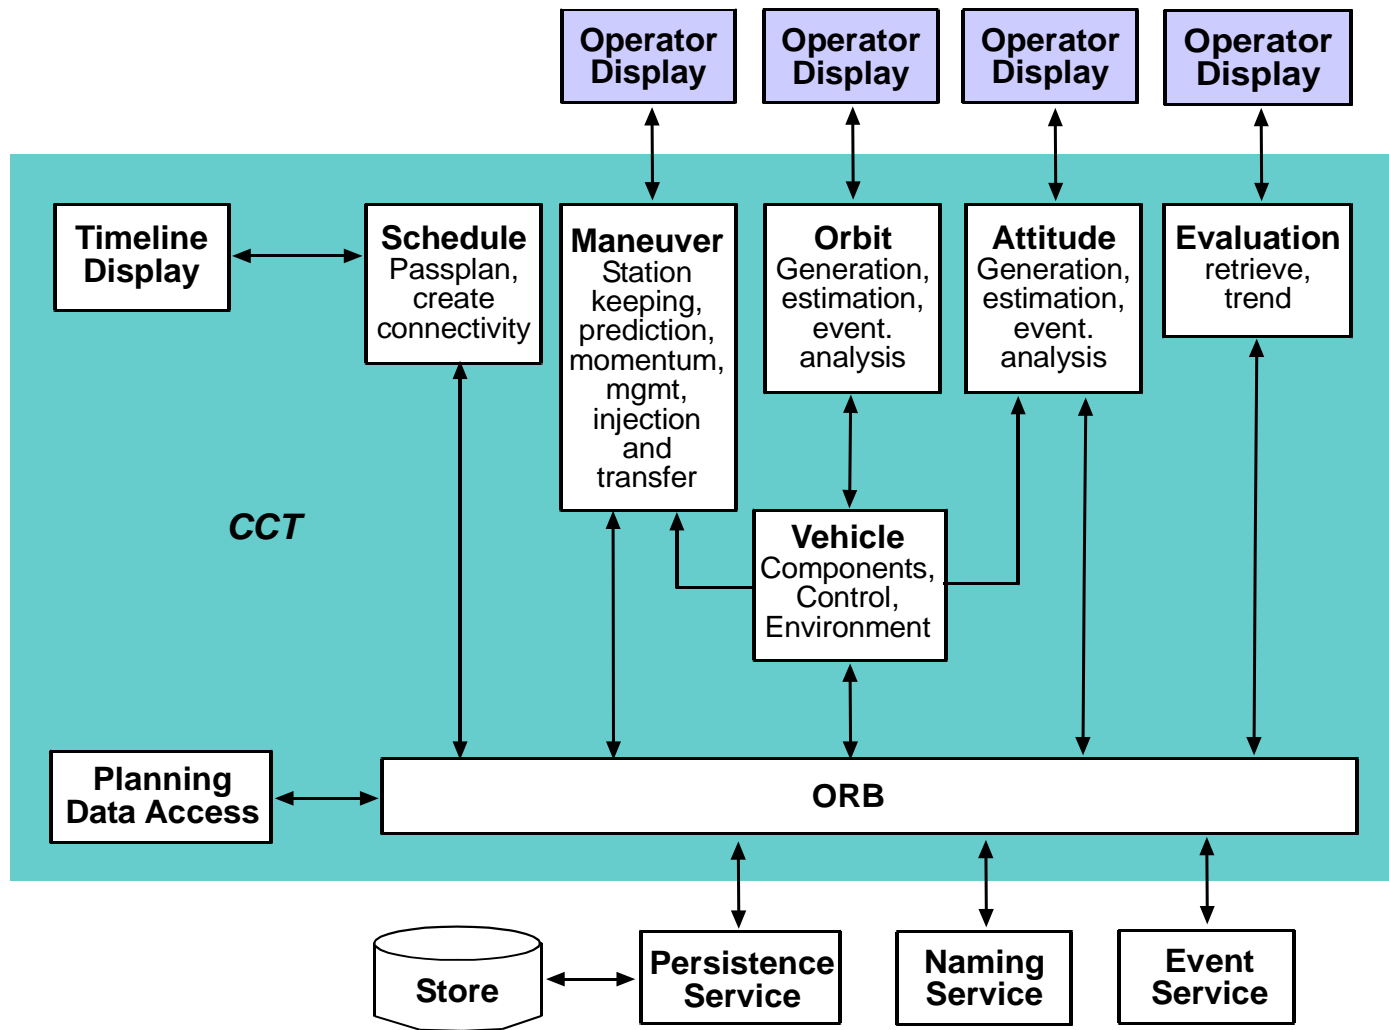 Operator
Display
Operator
Display
Operator
Display
Operator
Display
Timeline
Display
Schedule
Passplan,
create
connectivity
Maneuver
Station
keeping,
prediction,
momentum,
mgmt,
injection
and
transfer
Orbit
Generation,
estimation,
event.
analysis
Attitude
Generation,
estimation,
event.
analysis
Evaluation
retrieve,
trend
CCT
Vehicle
Components,
Control,
Environment
Planning
Data Access
ORB
Store
Persistence
Service
Naming
Service
Event
Service